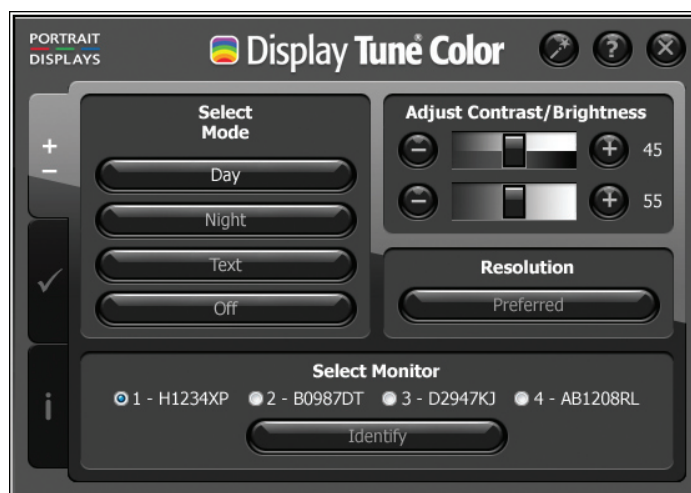 PORTRAIT
DISPLAYS
Display Tune® Color
?
Select
Mode
Day
Night
Text
Off
Adjust Contrast/Brightness
45
55
Resolution
Preferred
Select Monitor
1 - H1234XP 2 - B0987DT 3 - D2947KJ 4 - AB1208RL
Identify
i